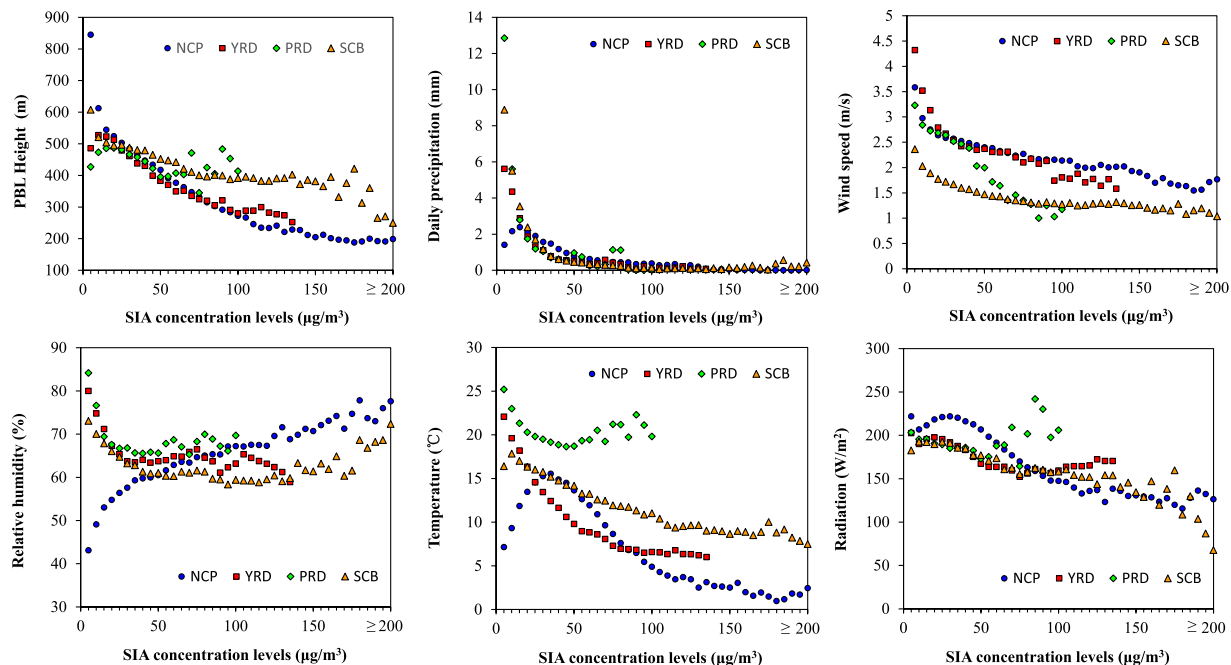 PBL Height (m)
900
800
700
600
500
400
300
200
100
NCP YRD PRD SCB
0 50 100 150 ≥ 200
SIA concentration levels (μg/m³)
Daily precipitation (mm)
14
12
10
8
6
4
2
0
NCP YRD PRD SCB
0 50 100 150 ≥ 200
SIA concentration levels (μg/m³)
Wind speed (m/s)
5
4.5
4
3.5
3
2.5
2
1.5
1
0.5
0
NCP YRD PRD SCB
0 50 100 150 ≥ 200
SIA concentration levels (μg/m³)
Relative humidity (%)
90
80
70
60
50
40
30
NCP YRD PRD SCB
0 50 100 150 ≥ 200
SIA concentration levels (μg/m³)
Temperature (℃)
30
25
20
15
10
5
0
NCP YRD PRD SCB
0 50 100 150 ≥ 200
SIA concentration levels (μg/m³)
Radiation (W/m²)
300
250
200
150
100
50
0
NCP YRD PRD SCB
0 50 100 150 ≥ 200
SIA concentration levels (μg/m³)